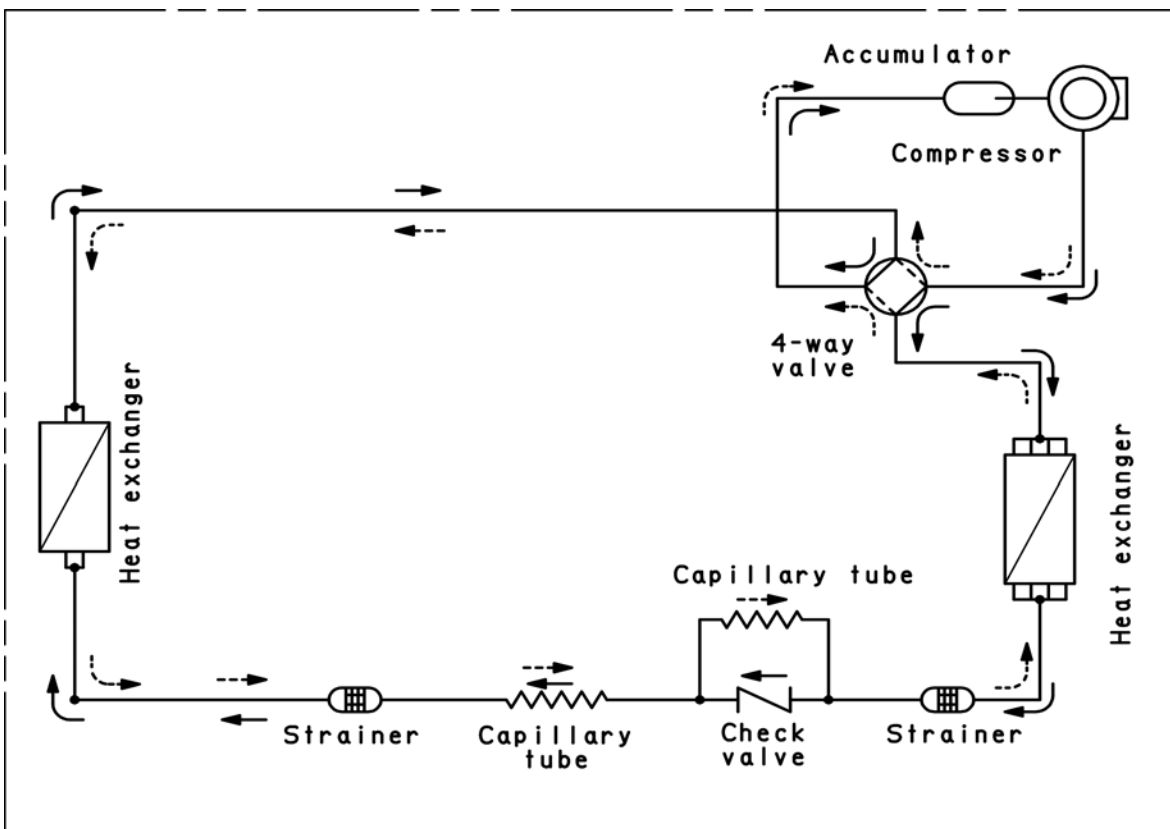 Accumulator
Compressor
4-way
valve
Heat exchanger
Heat exchanger
Capillary tube
Strainer
Capillary
tube
Check
valve
Strainer